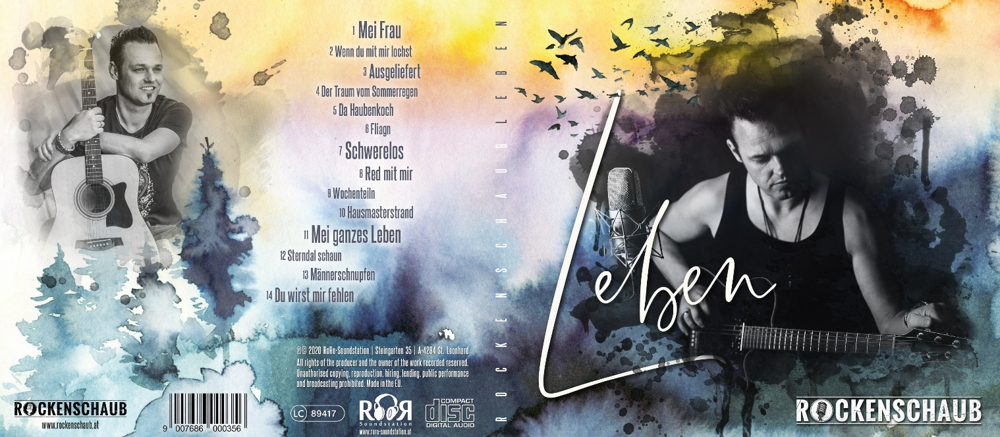 1 Mei Frau
2 Wenn du mit mir lochst
3 Ausgeliefert
4 Der Traum vom Sommerregen
5 Da Haubenkoch
6 Fliagn
7 Schwerelos
8 Red mit mir
9 Wochenteiln
10 Hausmasterstrand
11 Mei ganzes Leben
12 Sterndal schaun
13 Männerschnupfen
14 Du wirst mir fehlen
℗© 2020 RoRo-Soundstation | Steingarten 35 | A-4294 St. Leonhard
All rights of the producer and the owner of the work recorded reserved.
Unauthorised copying, reproduction, hiring, lending, public performance
and broadcasting prohibited. Made in the EU.
ROCKENSCHAUB
www.rockenschaub.at
9 007686 000356
LC 89417
RORO
Soundstation
www.roro-soundstation.at
COMPACT
disc
DIGITAL AUDIO
ROCKENSCHAUB LEBEN
Leben
ROCKENSCHAUB